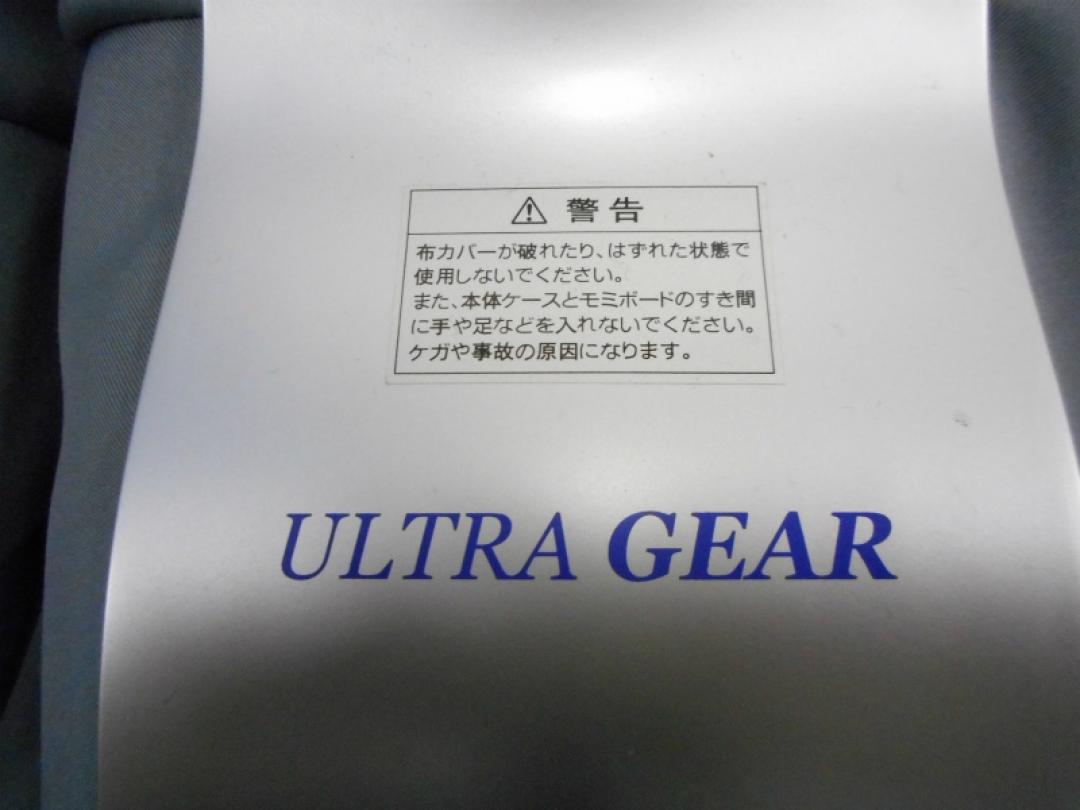 ⚠ 警告
布カバーが破れたり、はずれた状態で
使用しないでください。
また、本体ケースとモミボードのすき間
に手や足などを入れないでください。
ケガや事故の原因になります。
ULTRA GEAR